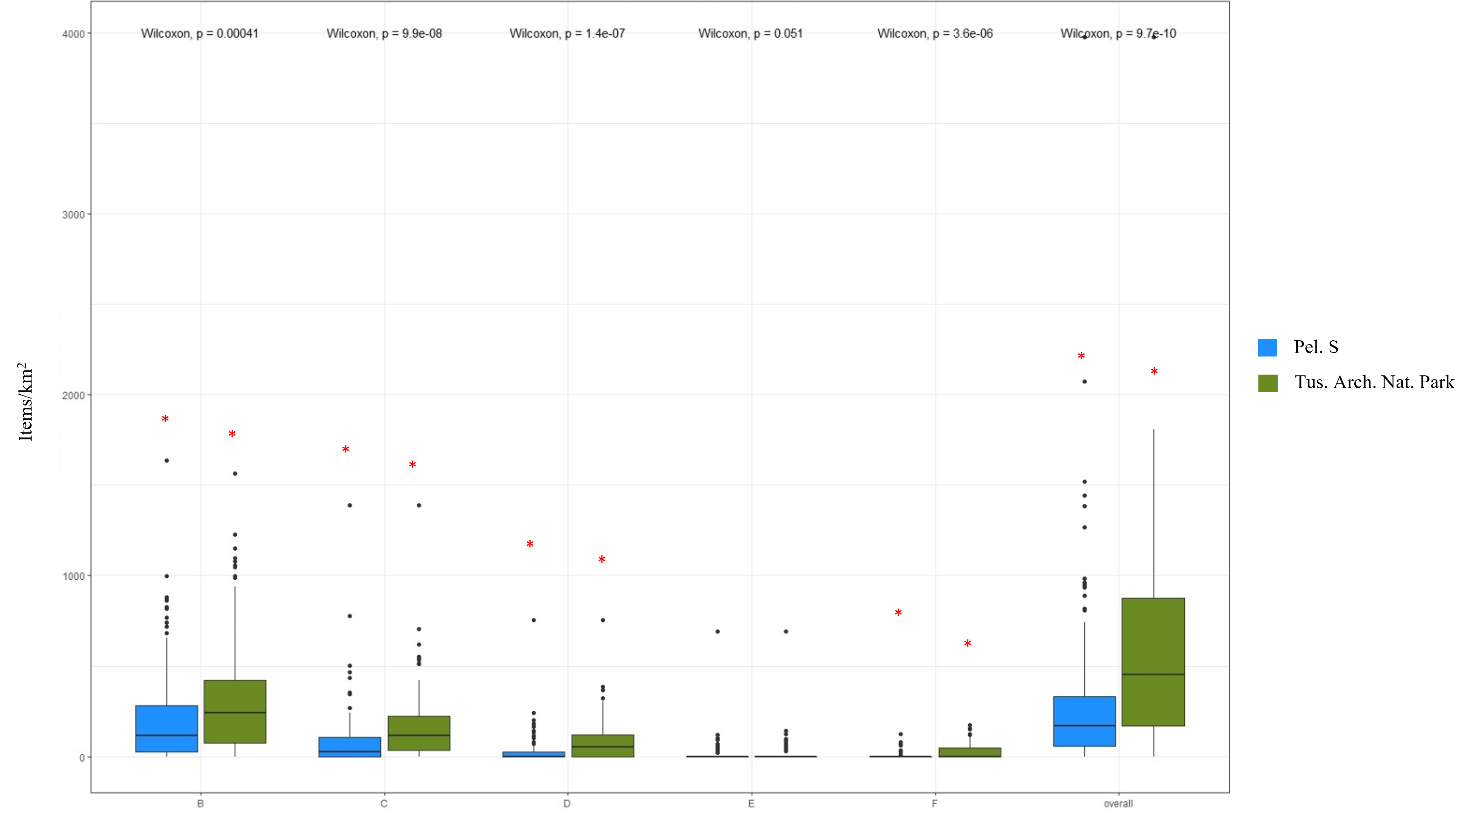 Wilcoxon, p = 0.00041 Wilcoxon, p = 9.9e-08 Wilcoxon, p = 1.4e-07 Wilcoxon, p = 0.051 Wilcoxon, p = 3.6e-06 Wilcoxon, p = 9.7e-10
4000
3000
2000
1000
0
Items/km²
* * * * * * * * * *
Pel. S
Tus. Arch. Nat. Park
B C D E F overall